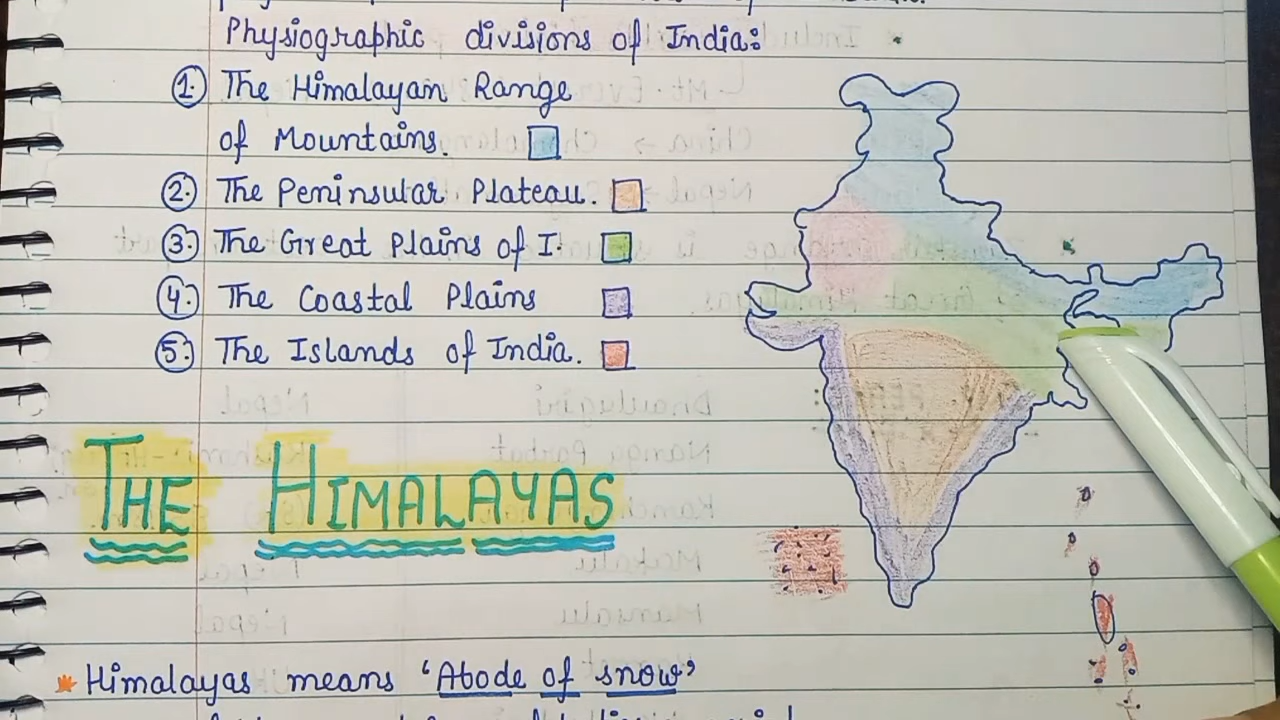 Physiographic divisions of India:
1. The Himalayan Range
of Mountains.
2. The Peninsular Plateau.
3. The Great Plains of I.
4. The Coastal Plains
5. The Islands of India.
THE HIMALAYAS
Himalayas means 'Abode of snow'